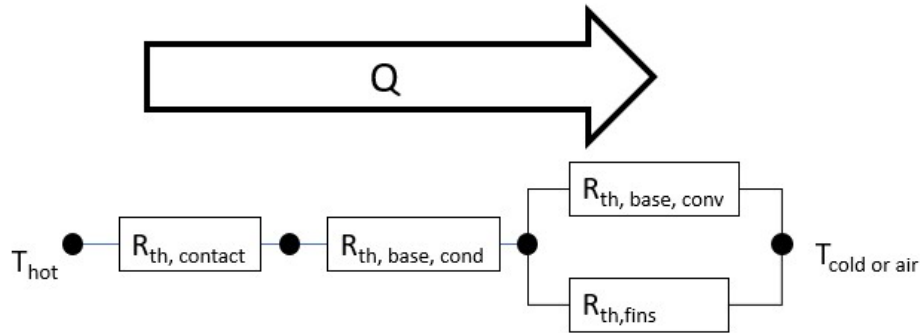 Q
R_th, base, conv
T_hot
R_th, contact
R_th, base, cond
T_cold or air
R_th,fins